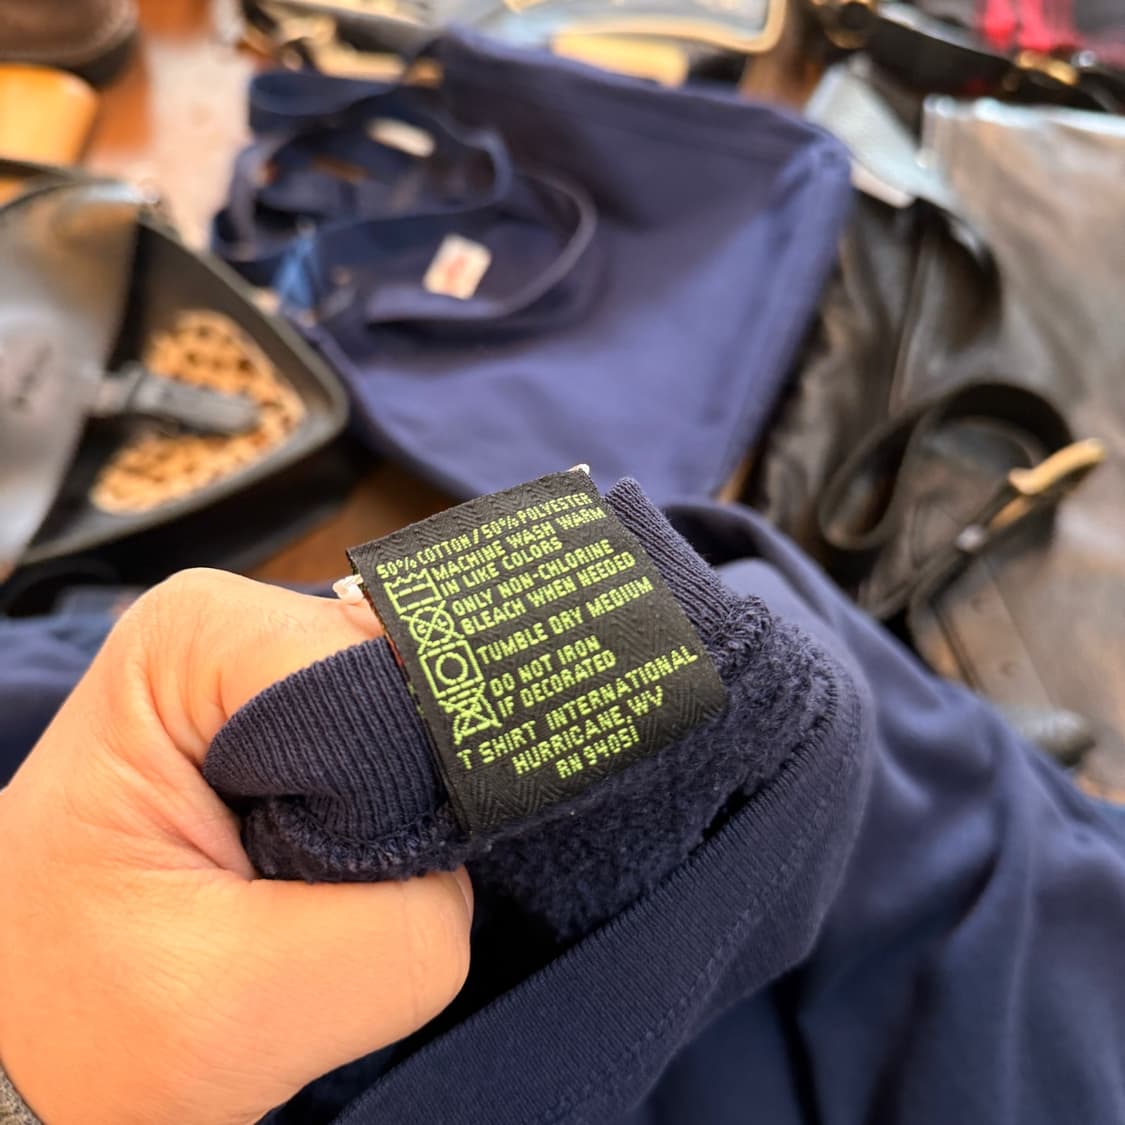 50% COTTON / 50% POLYESTER
MACHINE WASH WARM
IN LIKE COLORS
ONLY NON-CHLORINE
BLEACH WHEN NEEDED
TUMBLE DRY MEDIUM
DO NOT IRON
IF DECORATED
T SHIRT INTERNATIONAL
HURRICANE, WV
RN 94051